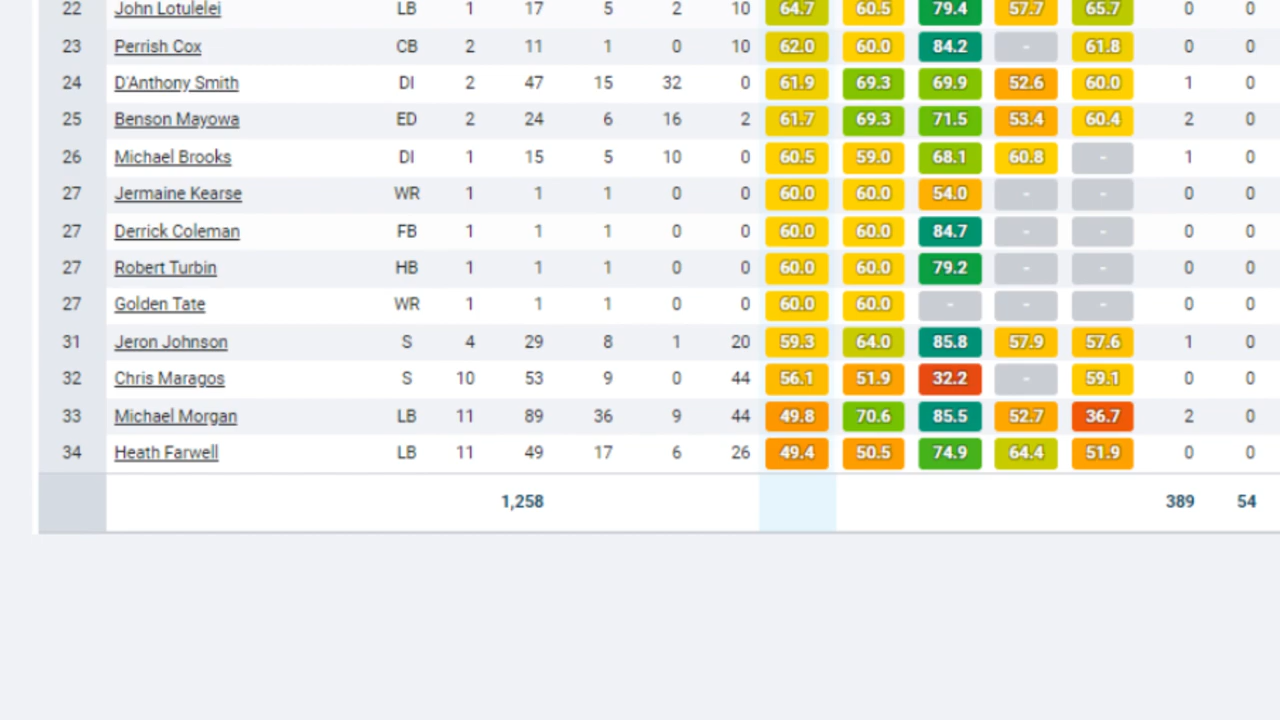 22 John Lotulelei LB 1 17 5 2 10 64.7 60.5 79.4 57.7 65.7 0 0
23 Perrish Cox CB 2 11 1 0 10 62.0 60.0 84.2 - 61.8 0 0
24 D'Anthony Smith DI 2 47 15 32 0 61.9 69.3 69.9 52.6 60.0 1 0
25 Benson Mayowa ED 2 24 6 16 2 61.7 69.3 71.5 53.4 60.4 2 0
26 Michael Brooks DI 1 15 5 10 0 60.5 59.0 68.1 60.8 - 1 0
27 Jermaine Kearse WR 1 1 1 0 0 60.0 60.0 54.0 - - 0 0
27 Derrick Coleman FB 1 1 1 0 0 60.0 60.0 84.7 - - 0 0
27 Robert Turbin HB 1 1 1 0 0 60.0 60.0 79.2 - - 0 0
27 Golden Tate WR 1 1 1 0 0 60.0 60.0 - - - 0 0
31 Jeron Johnson S 4 29 8 1 20 59.3 64.0 85.8 57.9 57.6 1 0
32 Chris Maragos S 10 53 9 0 44 56.1 51.9 32.2 - 59.1 0 0
33 Michael Morgan LB 11 89 36 9 44 49.8 70.6 85.5 52.7 36.7 2 0
34 Heath Farwell LB 11 49 17 6 26 49.4 50.5 74.9 64.4 51.9 0 0
1,258 389 54